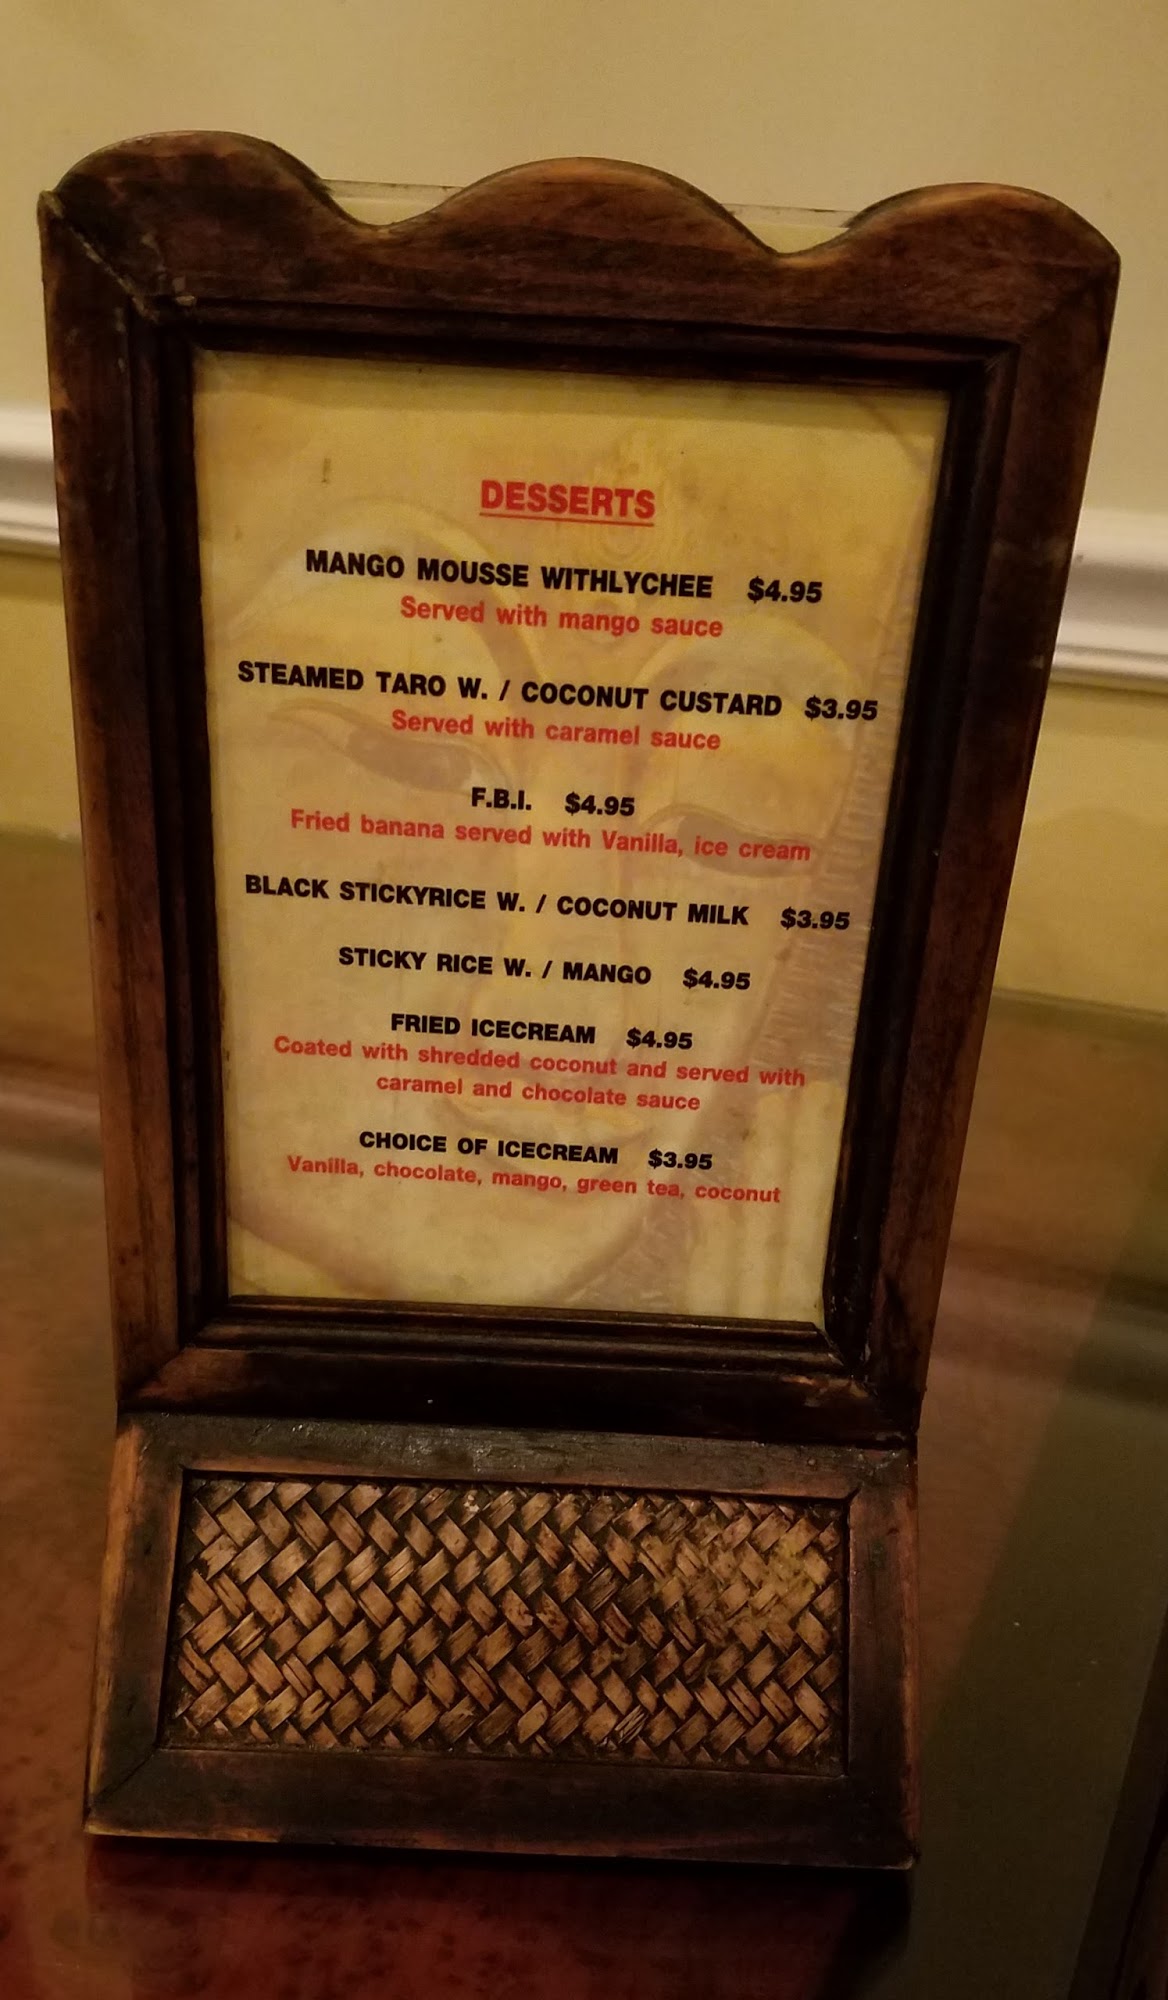 DESSERTS
MANGO MOUSSE WITHLYCHEE $4.95
Served with mango sauce
STEAMED TARO W. / COCONUT CUSTARD $3.95
Served with caramel sauce
F.B.I. $4.95
Fried banana served with Vanilla, ice cream
BLACK STICKYRICE W. / COCONUT MILK $3.95
STICKY RICE W. / MANGO $4.95
FRIED ICECREAM $4.95
Coated with shredded coconut and served with
caramel and chocolate sauce
CHOICE OF ICECREAM $3.95
Vanilla, chocolate, mango, green tea, coconut